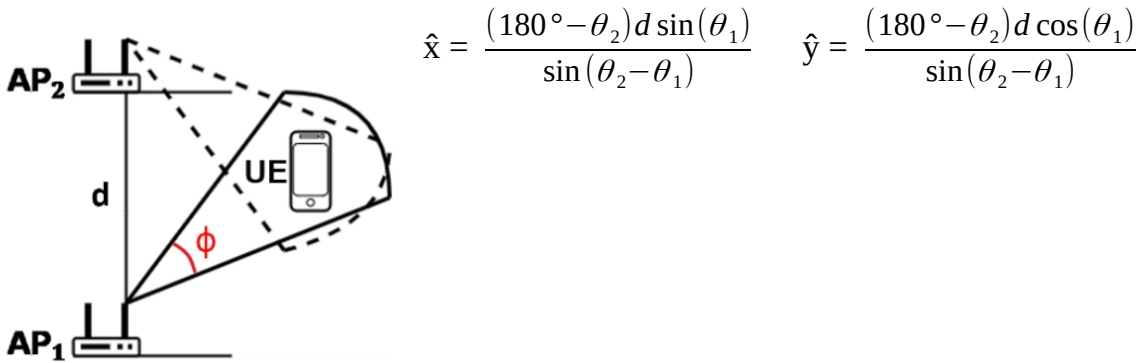 x̂ = (180°−θ₂) d sin(θ₁) / sin(θ₂−θ₁)
ŷ = (180°−θ₂) d cos(θ₁) / sin(θ₂−θ₁)
AP₂
UE
d
ϕ
AP₁